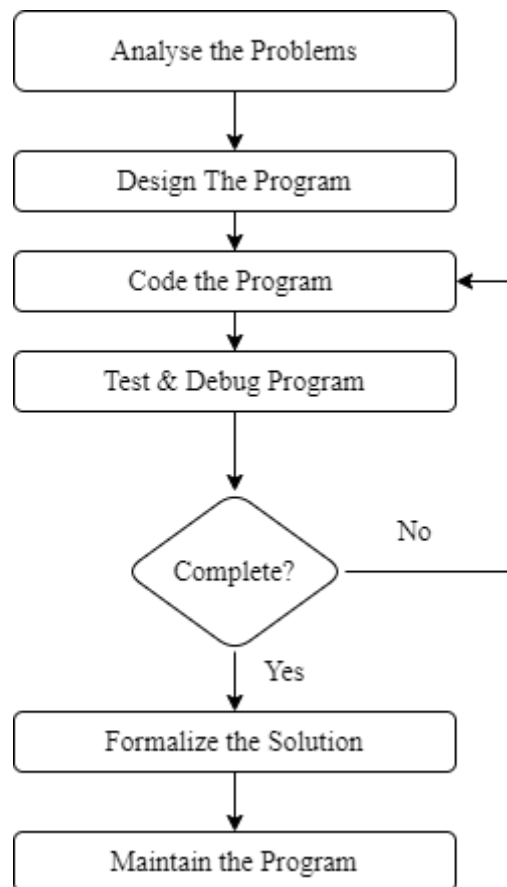 Analyse the Problems
Design The Program
Code the Program
Test & Debug Program
No
Complete?
Yes
Formalize the Solution
Maintain the Program